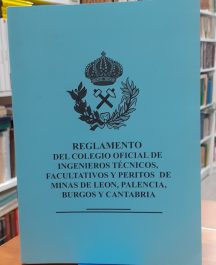 REGLAMENTO
DEL COLEGIO OFICIAL DE
INGENIEROS TÉCNICOS,
FACULTATIVOS Y PERITOS DE
MINAS DE LEON, PALENCIA,
BURGOS Y CANTABRIA